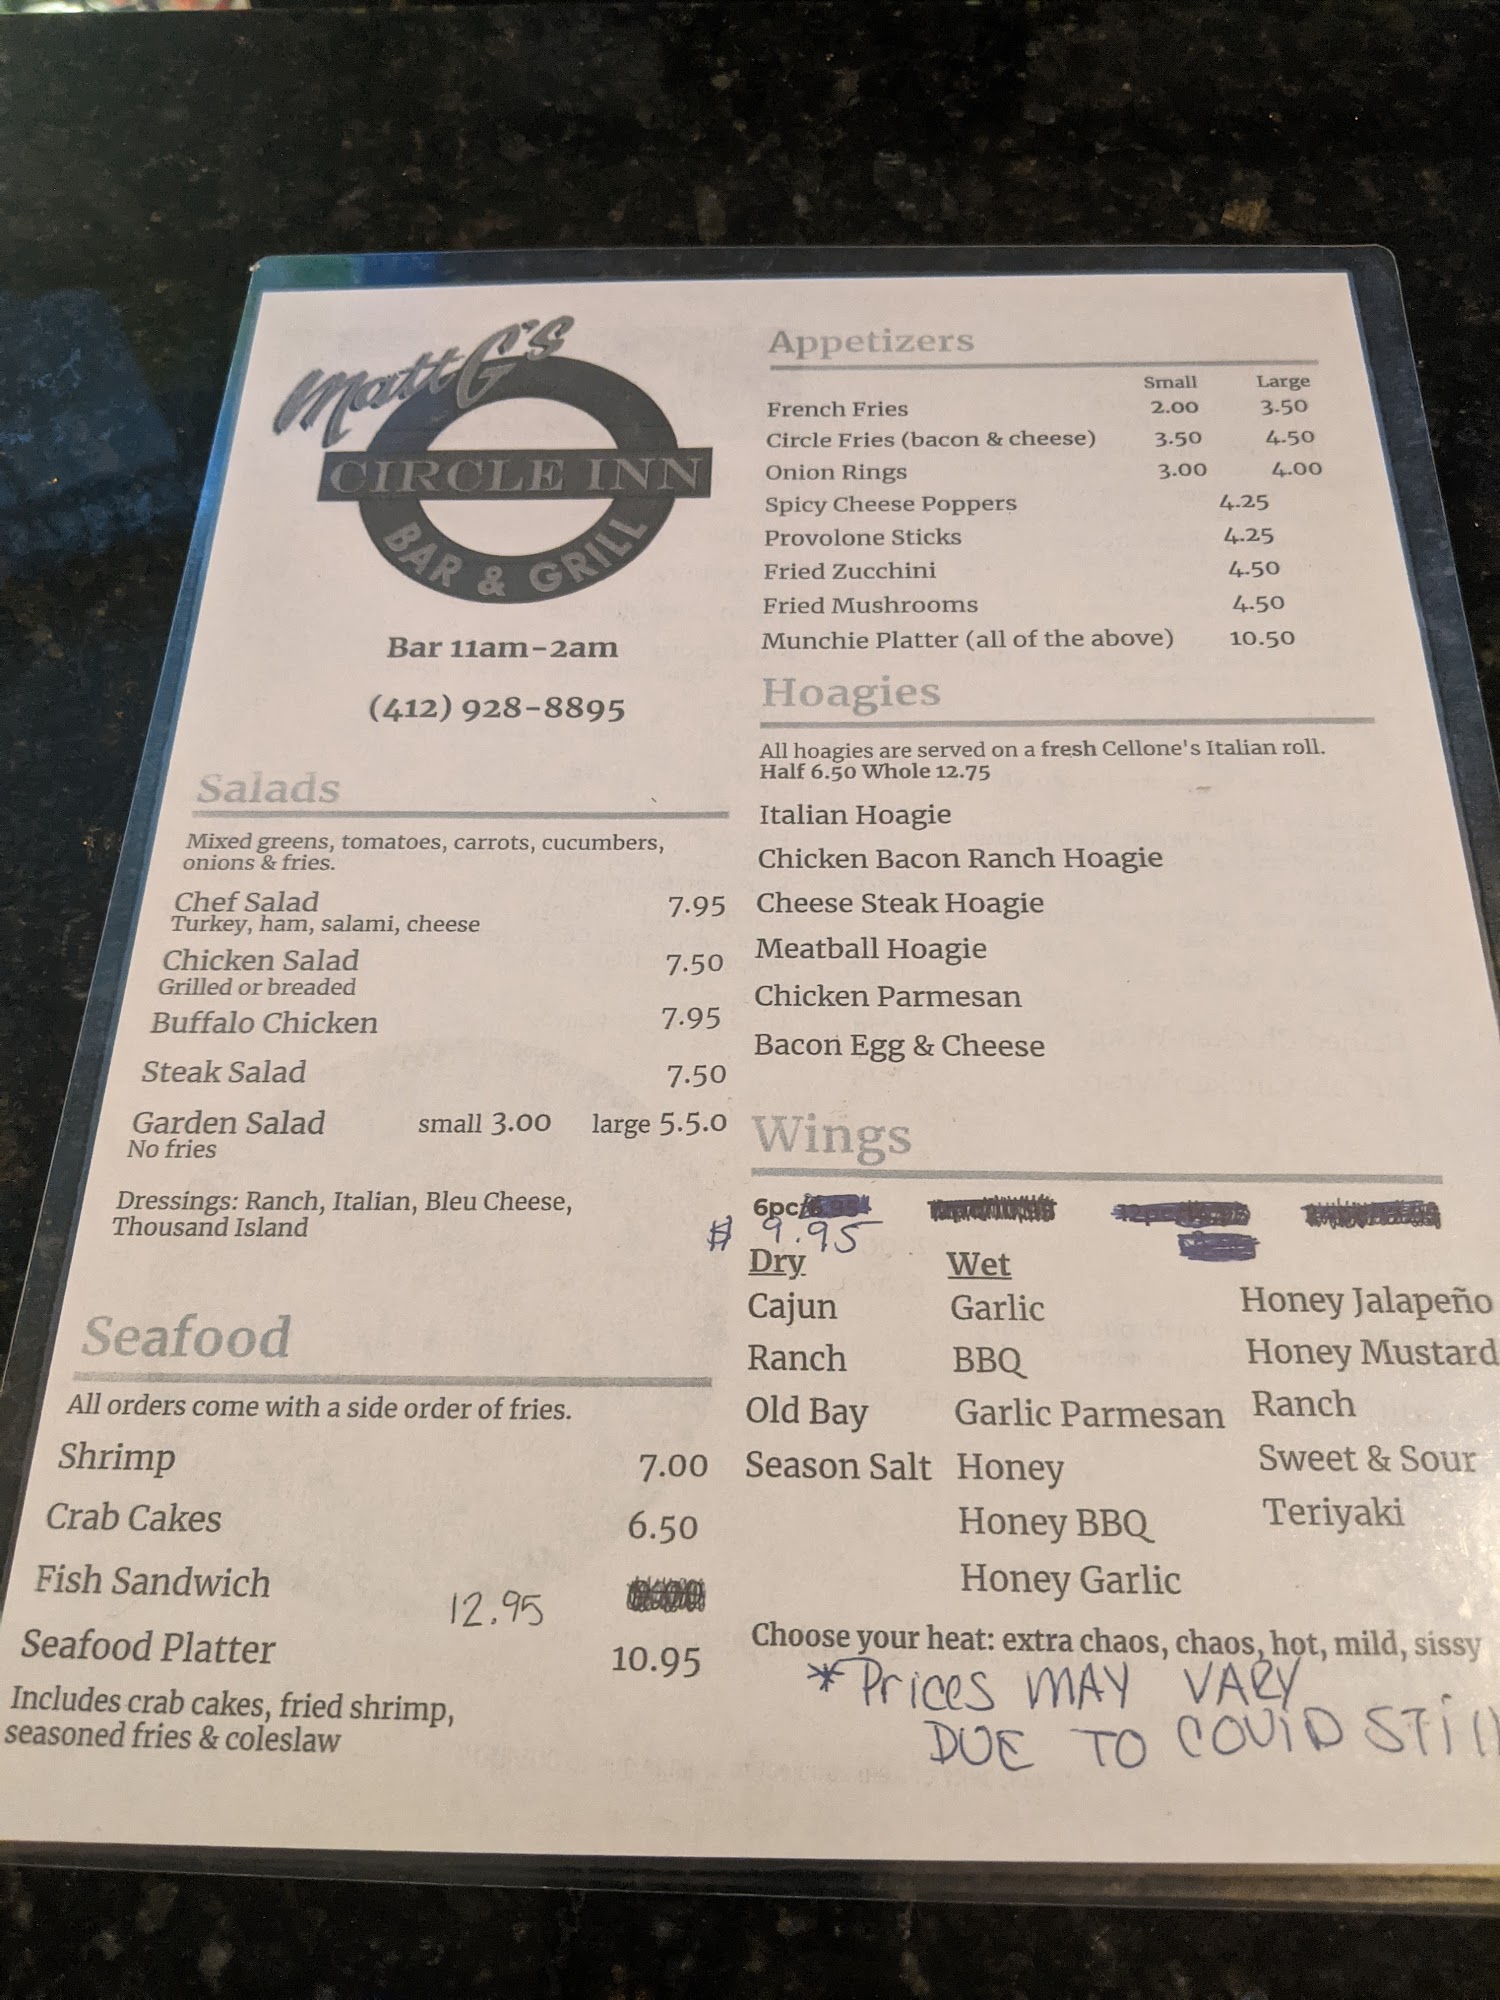 Matt G's
CIRCLE INN
BAR & GRILL
Bar 11am-2am
(412) 928-8895
Salads
Mixed greens, tomatoes, carrots, cucumbers,
onions & fries.
Chef Salad 7.95
Turkey, ham, salami, cheese
Chicken Salad 7.50
Grilled or breaded
Buffalo Chicken 7.95
Steak Salad 7.50
Garden Salad small 3.00 large 5.5.0
No fries
Dressings: Ranch, Italian, Bleu Cheese,
Thousand Island
Seafood
All orders come with a side order of fries.
Shrimp 7.00
Crab Cakes 6.50
Fish Sandwich 12.95
Seafood Platter 10.95
Includes crab cakes, fried shrimp,
seasoned fries & coleslaw
Appetizers
Small Large
French Fries 2.00 3.50
Circle Fries (bacon & cheese) 3.50 4.50
Onion Rings 3.00 4.00
Spicy Cheese Poppers 4.25
Provolone Sticks 4.25
Fried Zucchini 4.50
Fried Mushrooms 4.50
Munchie Platter (all of the above) 10.50
Hoagies
All hoagies are served on a fresh Cellone's Italian roll.
Half 6.50 Whole 12.75
Italian Hoagie
Chicken Bacon Ranch Hoagie
Cheese Steak Hoagie
Meatball Hoagie
Chicken Parmesan
Bacon Egg & Cheese
Wings
6pc/
$ 9.95
Dry
Cajun
Ranch
Old Bay
Season Salt
Wet
Garlic
BBQ
Garlic Parmesan
Honey
Honey BBQ
Honey Garlic
Honey Jalapeño
Honey Mustard
Ranch
Sweet & Sour
Teriyaki
Choose your heat: extra chaos, chaos, hot, mild, sissy
*Prices MAY VARY
DUE TO COVID STill